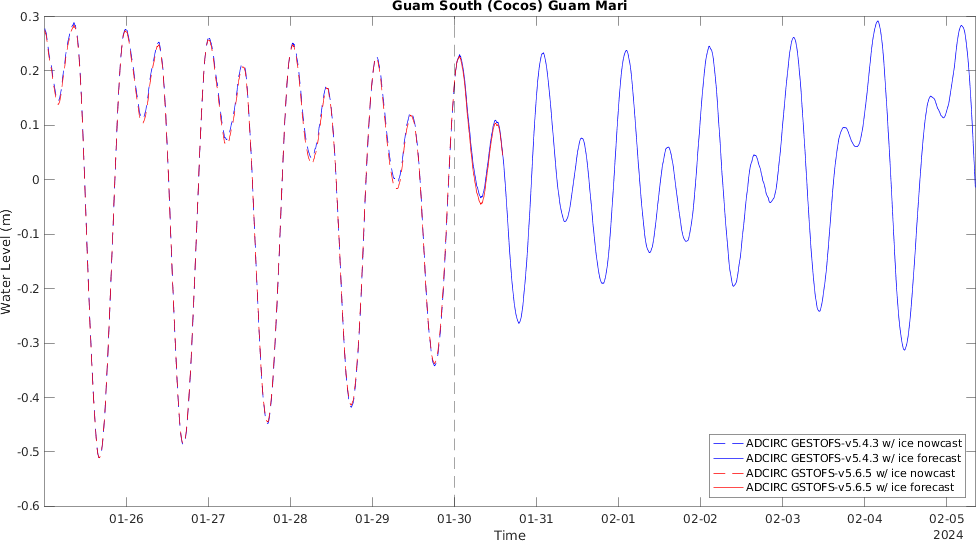 Guam South (Cocos) Guam Mari
0.3
0.2
0.1
0
-0.1
-0.2
-0.3
-0.4
-0.5
-0.6
Water Level (m)
ADCIRC GESTOFS-v5.4.3 w/ ice nowcast
ADCIRC GESTOFS-v5.4.3 w/ ice forecast
ADCIRC GSTOFS-v5.6.5 w/ ice nowcast
ADCIRC GSTOFS-v5.6.5 w/ ice forecast
01-26 01-27 01-28 01-29 01-30 01-31 02-01 02-02 02-03 02-04 02-05
2024
Time